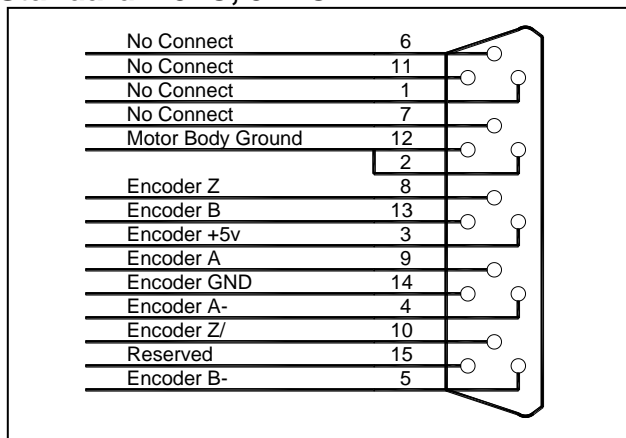 No Connect 6
No Connect 11
No Connect 1
No Connect 7
Motor Body Ground 12
2
Encoder Z 8
Encoder B 13
Encoder +5v 3
Encoder A 9
Encoder GND 14
Encoder A- 4
Encoder Z/ 10
Reserved 15
Encoder B- 5